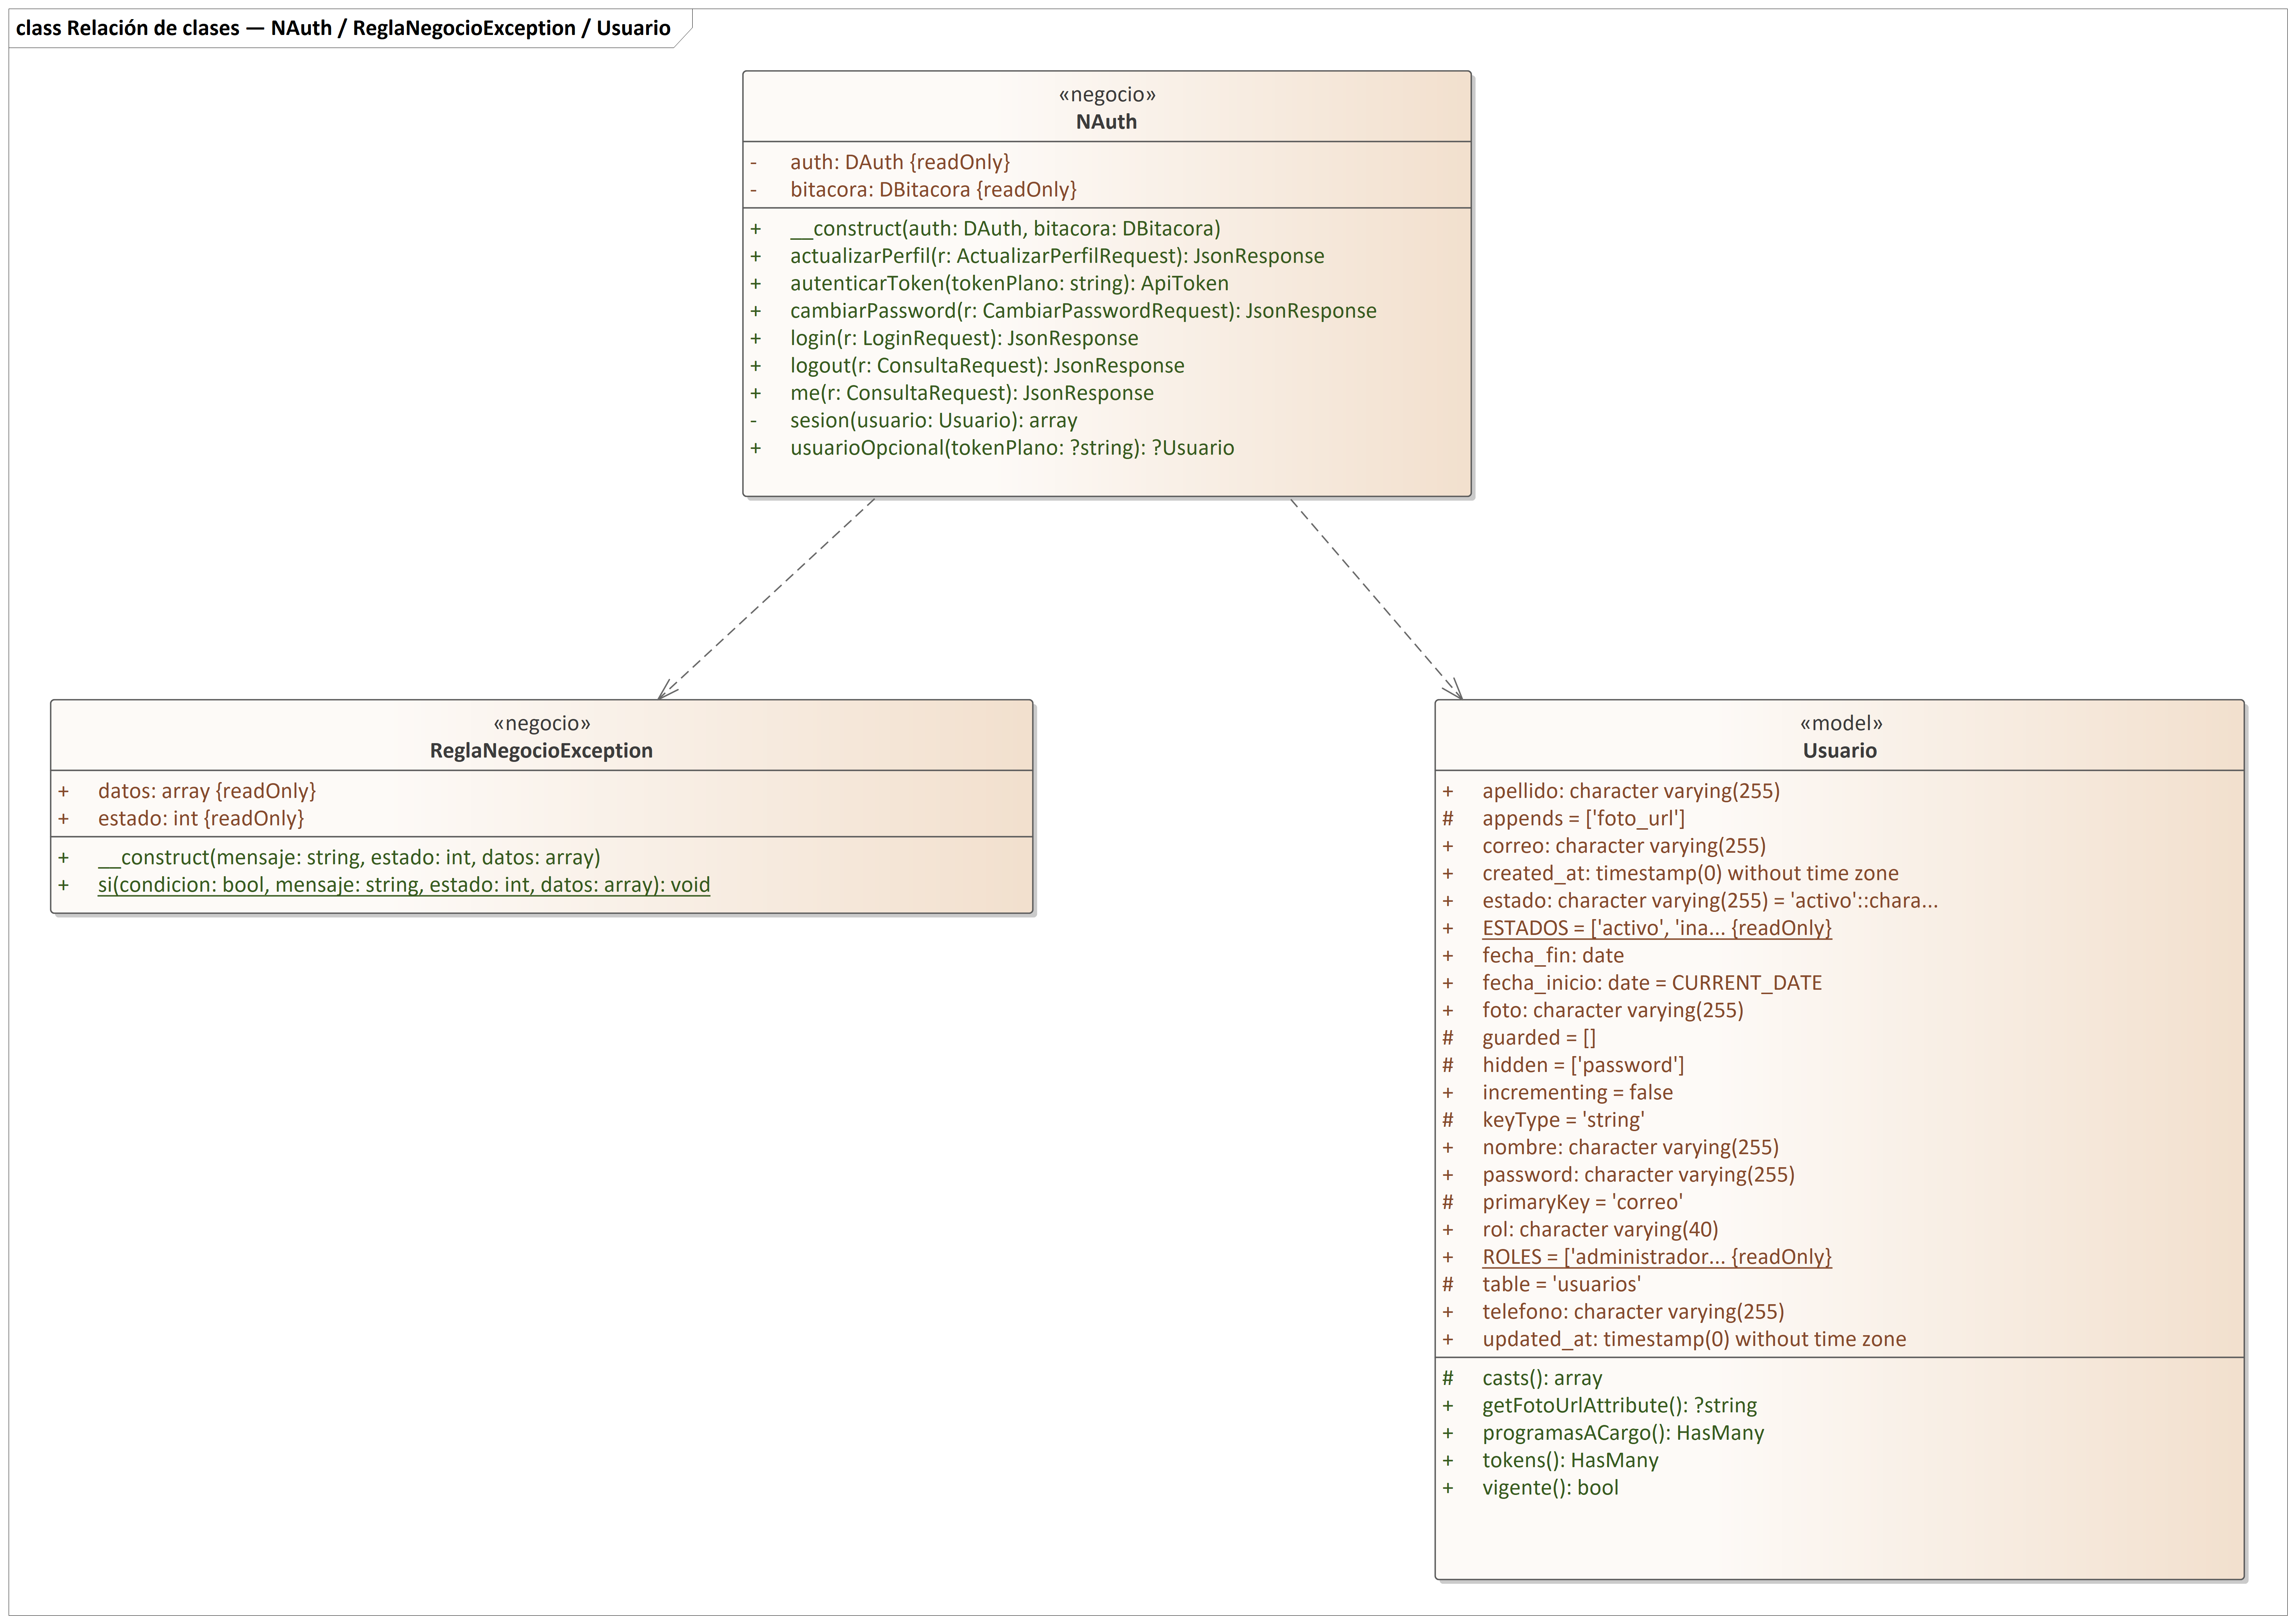 class Relación de clases — NAuth / ReglaNegocioException / Usuario
«negocio»
NAuth
- auth: DAuth {readOnly}
- bitacora: DBitacora {readOnly}
+ __construct(auth: DAuth, bitacora: DBitacora)
+ actualizarPerfil(r: ActualizarPerfilRequest): JsonResponse
+ autenticarToken(tokenPlano: string): ApiToken
+ cambiarPassword(r: CambiarPasswordRequest): JsonResponse
+ login(r: LoginRequest): JsonResponse
+ logout(r: ConsultaRequest): JsonResponse
+ me(r: ConsultaRequest): JsonResponse
- sesion(usuario: Usuario): array
+ usuarioOpcional(tokenPlano: ?string): ?Usuario
«negocio»
ReglaNegocioException
+ datos: array {readOnly}
+ estado: int {readOnly}
+ __construct(mensaje: string, estado: int, datos: array)
+ si(condicion: bool, mensaje: string, estado: int, datos: array): void
«model»
Usuario
+ apellido: character varying(255)
# appends = ['foto_url']
+ correo: character varying(255)
+ created_at: timestamp(0) without time zone
+ estado: character varying(255) = 'activo'::chara...
+ ESTADOS = ['activo', 'ina... {readOnly}
+ fecha_fin: date
+ fecha_inicio: date = CURRENT_DATE
+ foto: character varying(255)
# guarded = []
# hidden = ['password']
+ incrementing = false
# keyType = 'string'
+ nombre: character varying(255)
+ password: character varying(255)
# primaryKey = 'correo'
+ rol: character varying(40)
+ ROLES = ['administrador... {readOnly}
# table = 'usuarios'
+ telefono: character varying(255)
+ updated_at: timestamp(0) without time zone
# casts(): array
+ getFotoUrlAttribute(): ?string
+ programasACargo(): HasMany
+ tokens(): HasMany
+ vigente(): bool